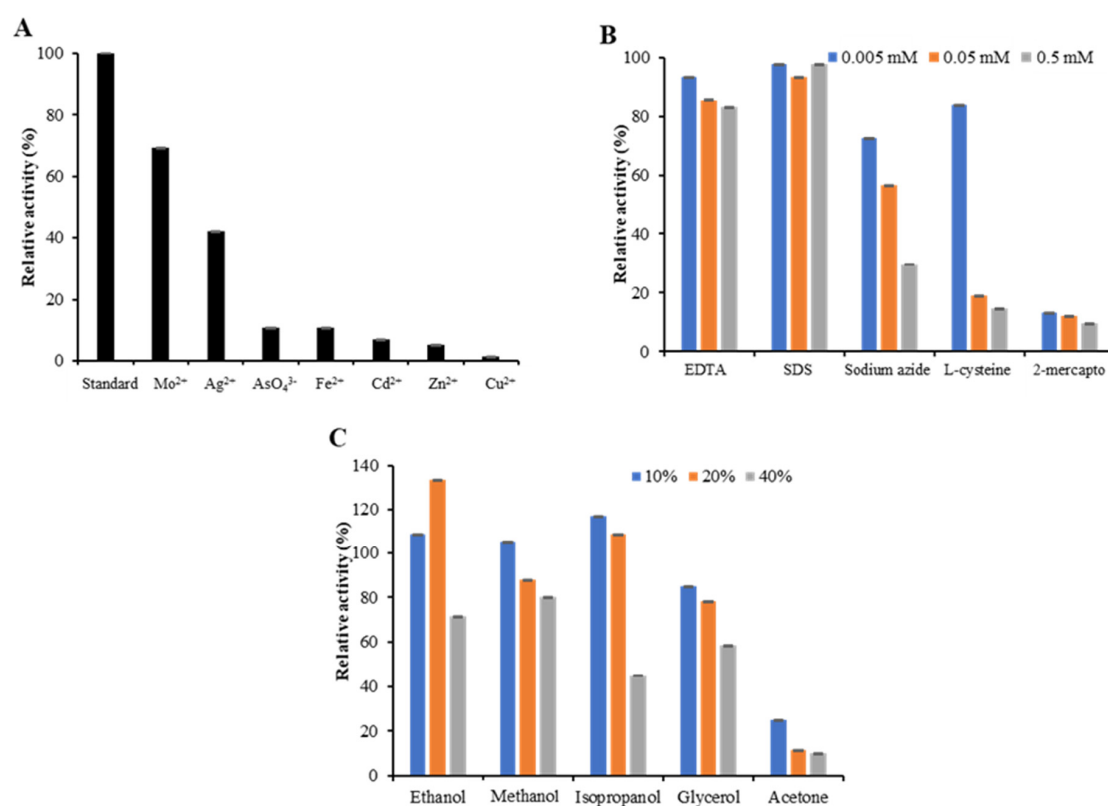 A
Relative activity (%)
100
80
60
40
20
0
Standard Mo²⁺ Ag²⁺ AsO₄³⁻ Fe²⁺ Cd²⁺ Zn²⁺ Cu²⁺
B
0.005 mM 0.05 mM 0.5 mM
Relative activity (%)
100
80
60
40
20
0
EDTA SDS Sodium azide L-cysteine 2-mercapto
C
10% 20% 40%
Relative activity (%)
140
120
100
80
60
40
20
0
Ethanol Methanol Isopropanol Glycerol Acetone